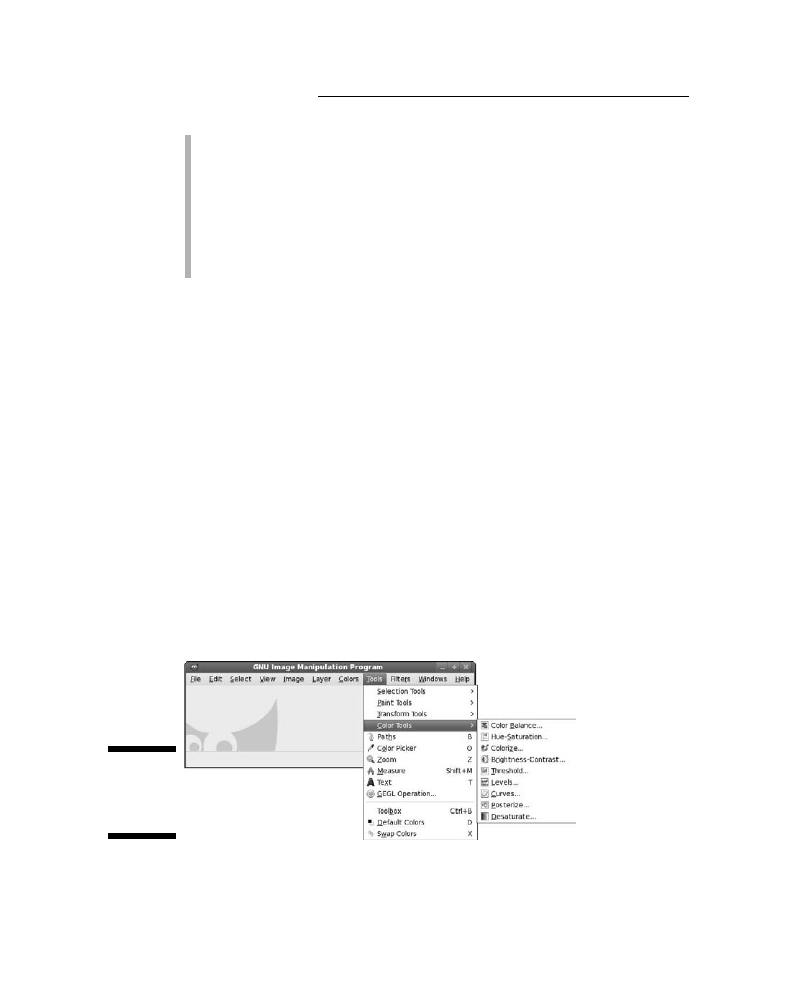 GNU Image Manipulation Program
File Edit Select View Image Layer Colors Tools Filters Windows Help
Selection Tools >
Paint Tools >
Transform Tools >
Color Tools >
Paths B
Color Picker O
Zoom Z
Measure Shift+M
Text T
GEGL Operation...
Toolbox Ctrl+B
Default Colors D
Swap Colors X
Color Balance...
Hue-Saturation...
Colorize...
Brightness-Contrast...
Threshold...
Levels...
Curves...
Posterize...
Desaturate...